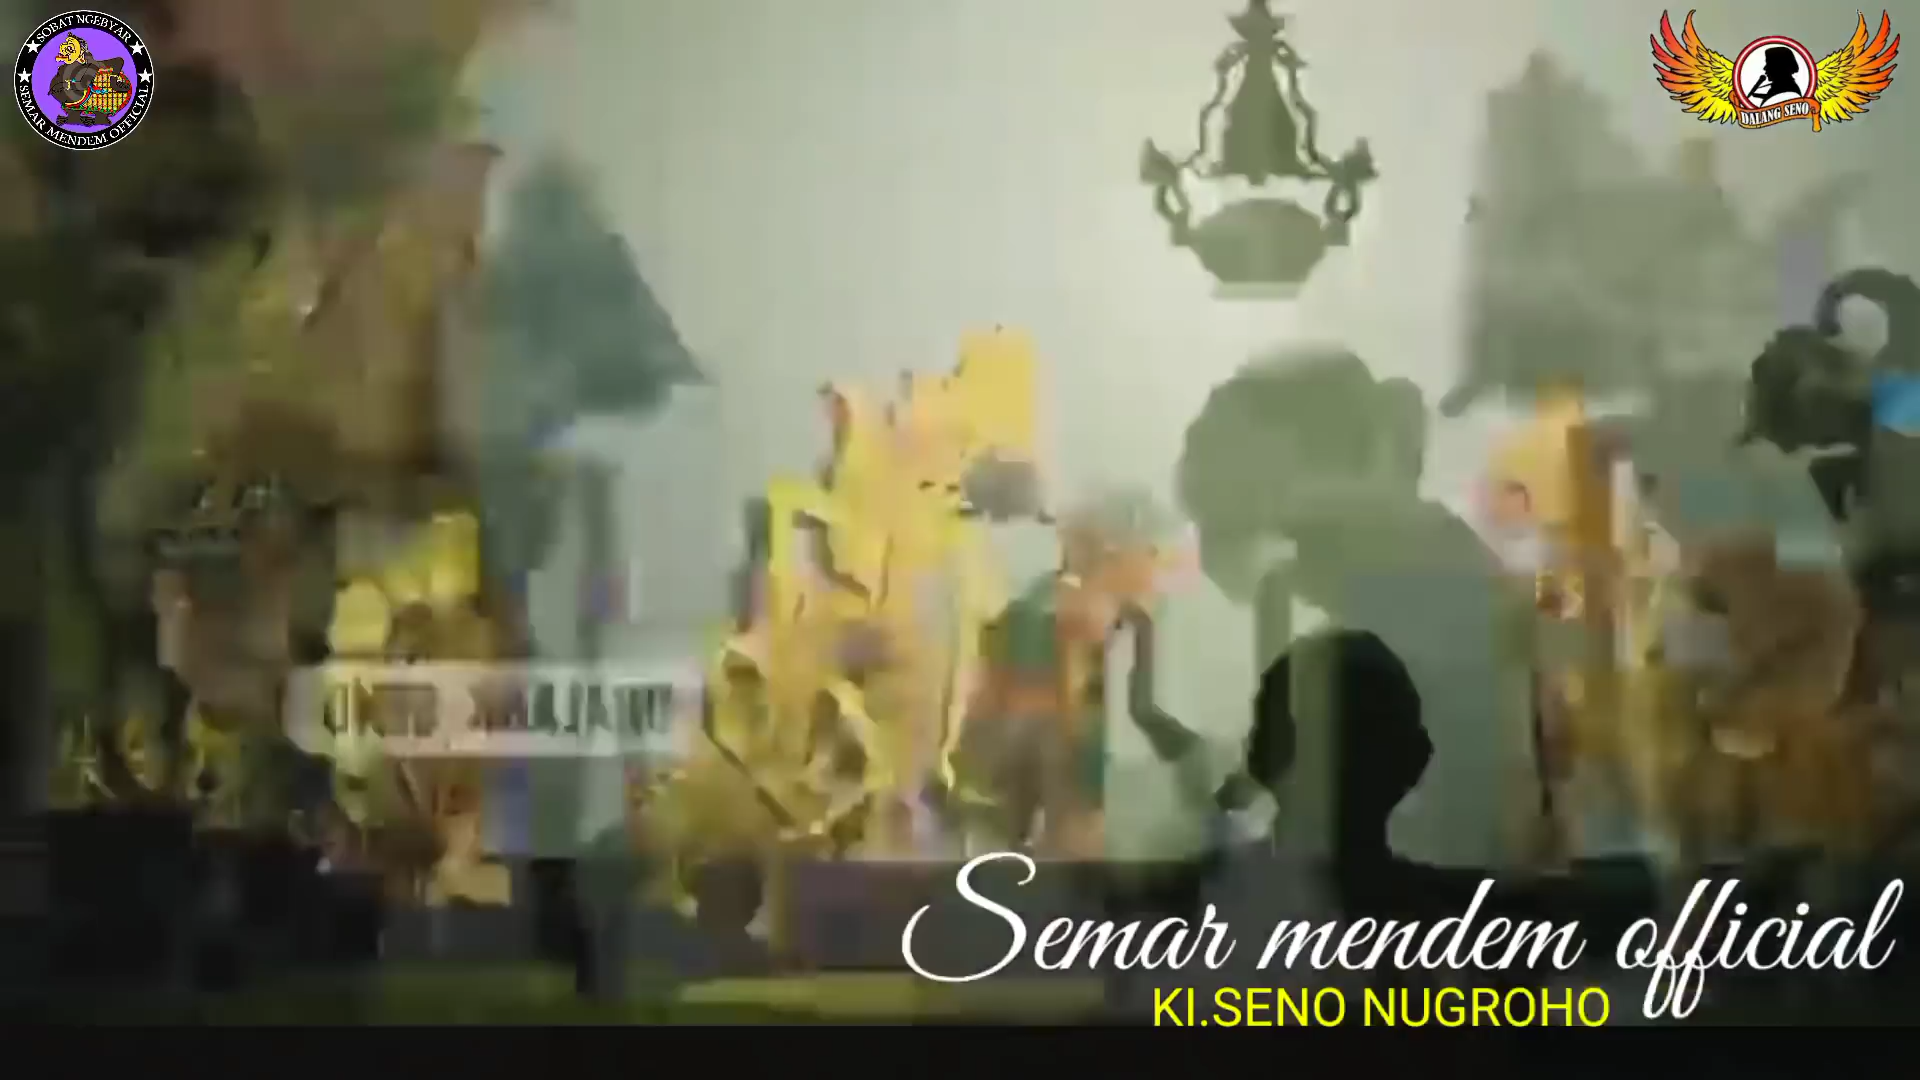 SOBAT NGEBYAR
SEMAR MENDEM OFFICIAL
DALANG SENO
Semar mendem official
KI.SENO NUGROHO